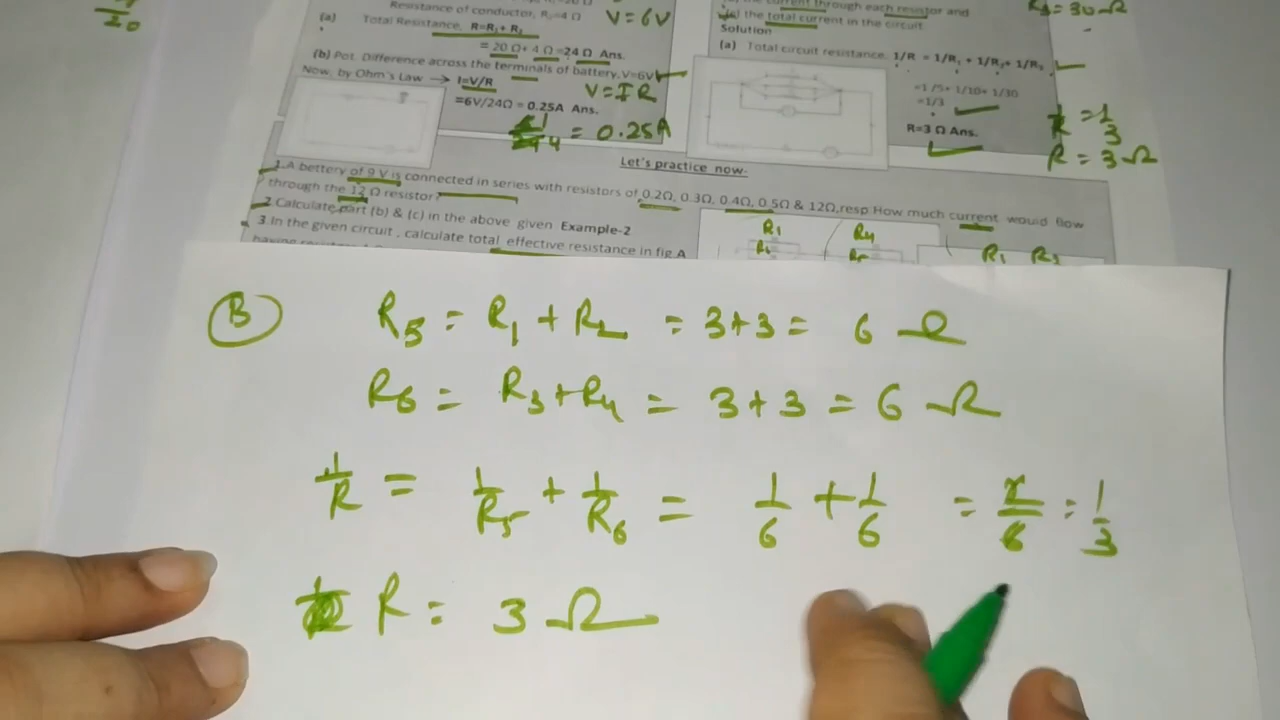 20
Resistance of conductor, R₂=4 Ω
V = 6V
(a) Total Resistance, R=R₁+ R₂
= 20 Ω+ 4 Ω =24 Ω Ans.
(b) Pot. Difference across the terminals of battery, V=6V
Now, by Ohm's Law → I=V/R
V = IR
=6V/24Ω = 0.25A Ans.
= 0.25A
the current through each resistor and
the total current in the circuit.
Solution
(a) Total circuit resistance, 1/R = 1/R₁ + 1/R₂+ 1/R₃
=1/5+ 1/10+ 1/30
=1/3
R=3 Ω Ans.
R₃ = 30 Ω
1/R = 1/3
R = 3 Ω
Let's practice now-
1.A bettery of 9 V is connected in series with resistors of 0.2Ω, 0.3Ω, 0.4Ω, 0.5Ω & 12Ω,resp How much current would flow
through the 12 Ω resistor?
2.Calculate part (b) & (c) in the above given Example-2
3.In the given circuit , calculate total effective resistance in fig A
R₁ R₄
R₁ R₃
B
R₅ = R₁ + R₂ = 3+3 = 6 Ω
R₆ = R₃+R₄ = 3 + 3 = 6 Ω
1/R = 1/R₅ + 1/R₆ = 1/6 + 1/6 = 2/6 = 1/3
R = 3 Ω